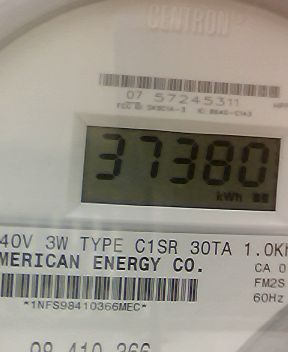 CENTRON
07 57245311
37380
kWh
40V 3W TYPE C1SR 30TA 1.0K
MERICAN ENERGY CO.
CA 0
FM2S
60Hz
*1NFS98410366MEC*
98 410 366